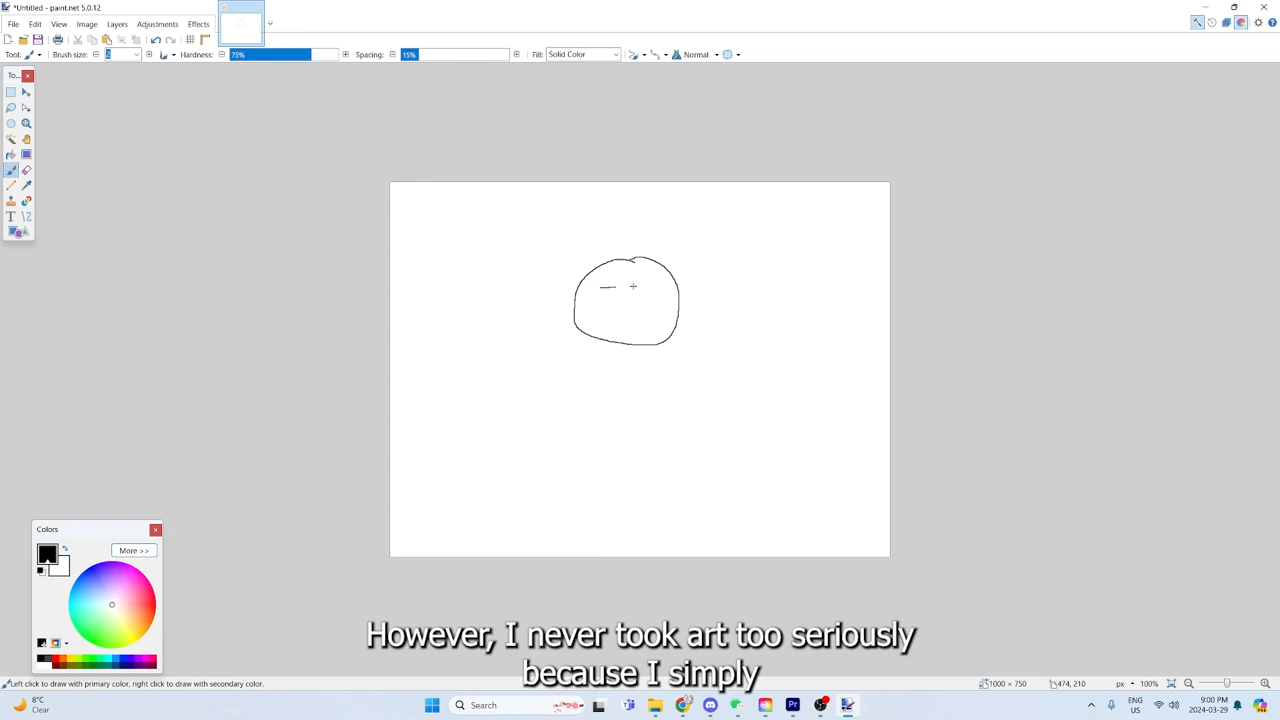 *Untitled - paint.net 5.0.12
File Edit View Image Layers Adjustments Effects
Tool: Brush size: 2 Hardness: 75% Spacing: 15% Fill: Solid Color Normal
To...
Colors
More >>
However, I never took art too seriously
because I simply
Left click to draw with primary color, right click to draw with secondary color. 1000 × 750 474, 210 px 100%
8°C
Clear
Search
ENG
US
9:00 PM
2024-03-29